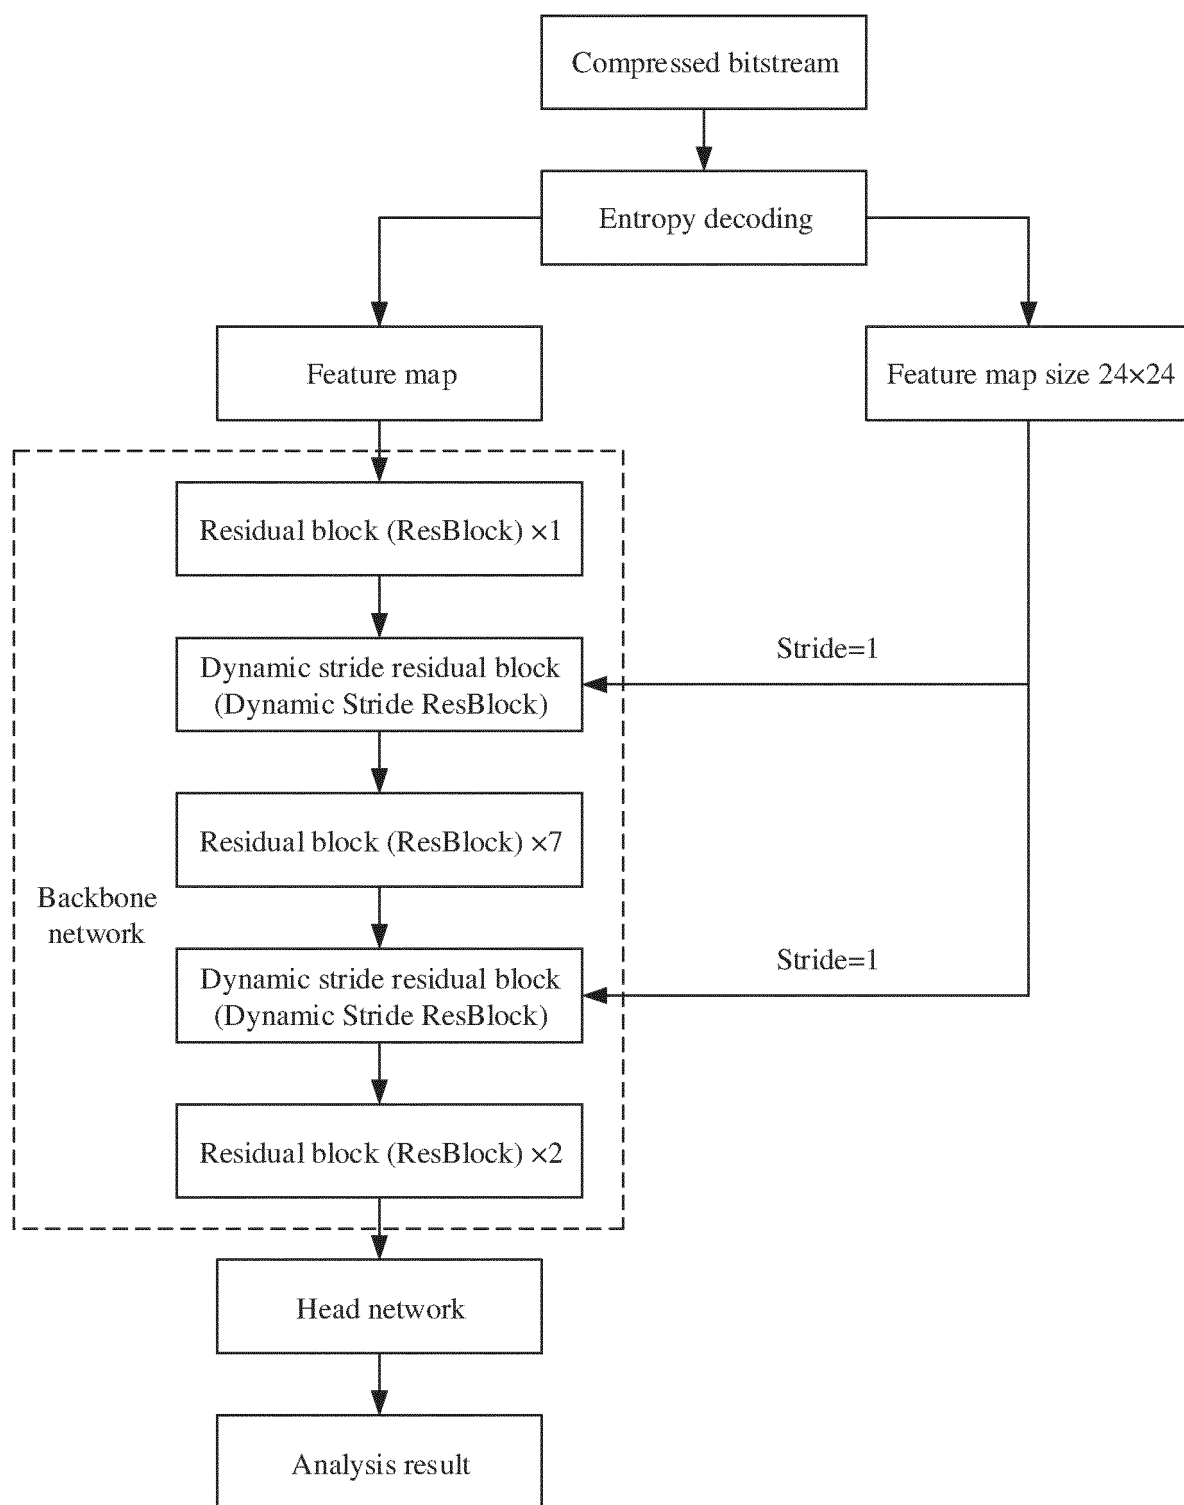 Compressed bitstream
Entropy decoding
Feature map
Feature map size 24×24
Residual block (ResBlock) ×1
Stride=1
Dynamic stride residual block
(Dynamic Stride ResBlock)
Residual block (ResBlock) ×7
Backbone
network
Stride=1
Dynamic stride residual block
(Dynamic Stride ResBlock)
Residual block (ResBlock) ×2
Head network
Analysis result